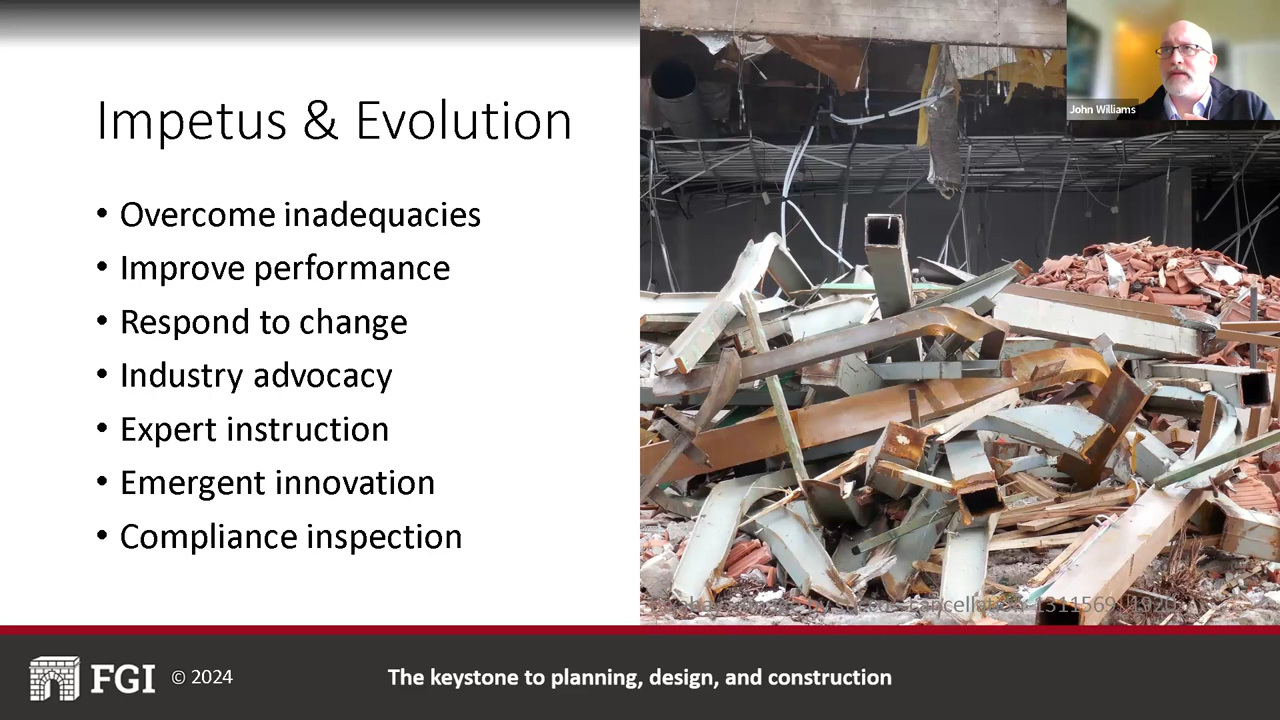 Impetus & Evolution
• Overcome inadequacies
• Improve performance
• Respond to change
• Industry advocacy
• Expert instruction
• Emergent innovation
• Compliance inspection
John Williams
FGI © 2024
The keystone to planning, design, and construction